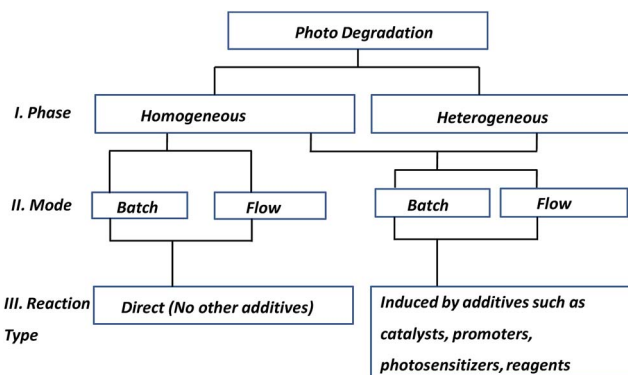 Photo Degradation
I. Phase
Homogeneous
Heterogeneous
II. Mode
Batch
Flow
Batch
Flow
III. Reaction
Type
Direct (No other additives)
Induced by additives such as
catalysts, promoters,
photosensitizers, reagents